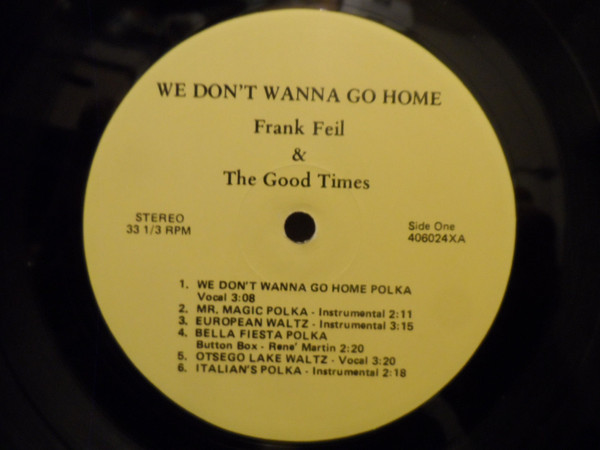 WE DON'T WANNA GO HOME
Frank Feil
&
The Good Times
STEREO
33 1/3 RPM
Side One
406024XA
1. WE DON'T WANNA GO HOME POLKA
Vocal 3:08
2. MR. MAGIC POLKA - Instrumental 2:11
3. EUROPEAN WALTZ - Instrumental 3:15
4. BELLA FIESTA POLKA
Button Box - Rene' Martin 2:20
5. OTSEGO LAKE WALTZ - Vocal 3:20
6. ITALIAN'S POLKA - Instrumental 2:18